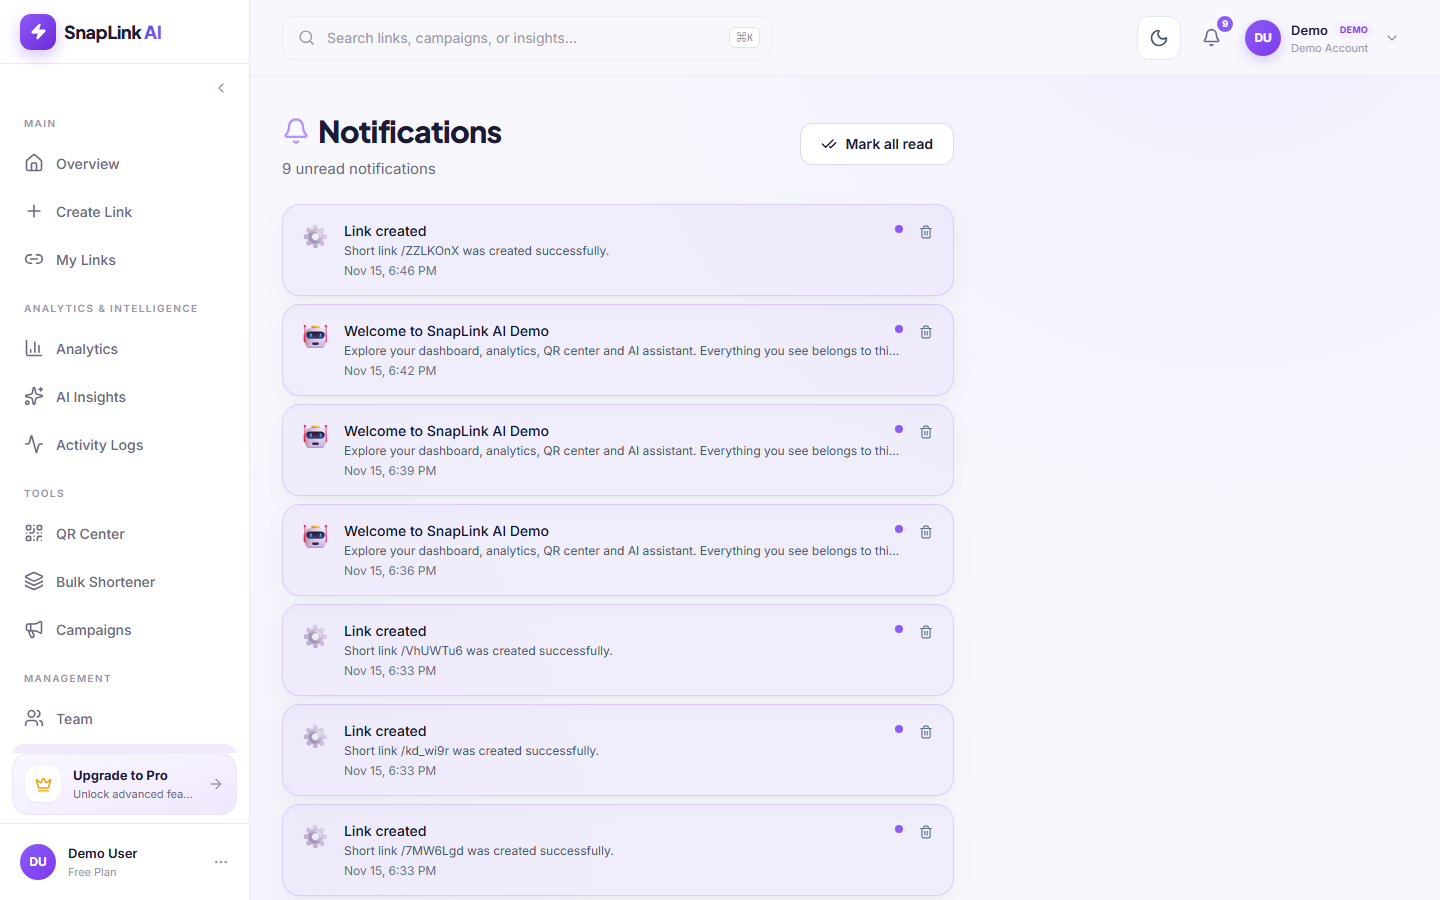 SnapLink AI
MAIN
Overview
Create Link
My Links
ANALYTICS & INTELLIGENCE
Analytics
AI Insights
Activity Logs
TOOLS
QR Center
Bulk Shortener
Campaigns
MANAGEMENT
Team
Upgrade to Pro
Unlock advanced fea...
DU
Demo User
Free Plan
Search links, campaigns, or insights...
⌘K
9
DU
Demo DEMO
Demo Account
Notifications
9 unread notifications
Mark all read
Link created
Short link /ZZLKOnX was created successfully.
Nov 15, 6:46 PM
Welcome to SnapLink AI Demo
Explore your dashboard, analytics, QR center and AI assistant. Everything you see belongs to thi...
Nov 15, 6:42 PM
Welcome to SnapLink AI Demo
Explore your dashboard, analytics, QR center and AI assistant. Everything you see belongs to thi...
Nov 15, 6:39 PM
Welcome to SnapLink AI Demo
Explore your dashboard, analytics, QR center and AI assistant. Everything you see belongs to thi...
Nov 15, 6:36 PM
Link created
Short link /VhUWTu6 was created successfully.
Nov 15, 6:33 PM
Link created
Short link /kd_wi9r was created successfully.
Nov 15, 6:33 PM
Link created
Short link /7MW6Lgd was created successfully.
Nov 15, 6:33 PM